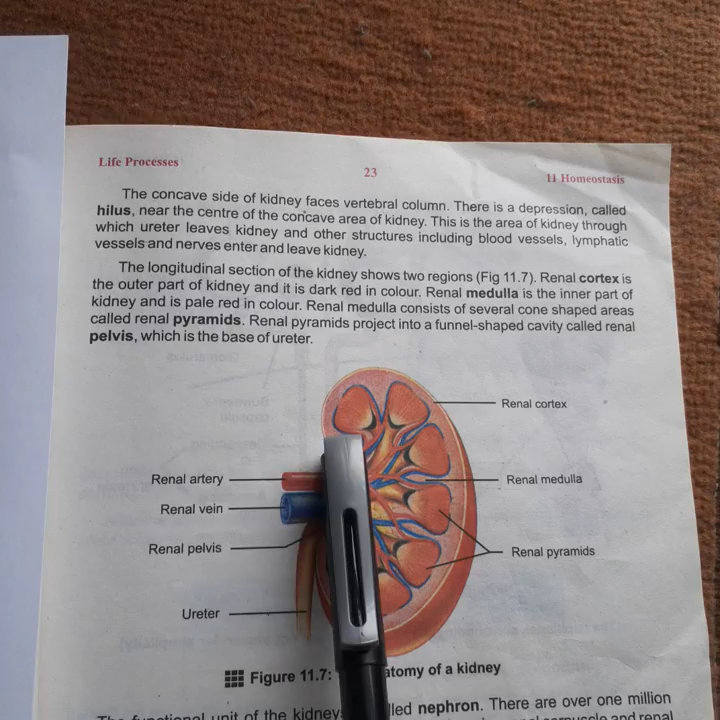 Life Processes
23
11 Homeostasis
The concave side of kidney faces vertebral column. There is a depression, called
hilus, near the centre of the concave area of kidney. This is the area of kidney through
which ureter leaves kidney and other structures including blood vessels, lymphatic
vessels and nerves enter and leave kidney.
The longitudinal section of the kidney shows two regions (Fig 11.7). Renal cortex is
the outer part of kidney and it is dark red in colour. Renal medulla is the inner part of
kidney and is pale red in colour. Renal medulla consists of several cone shaped areas
called renal pyramids. Renal pyramids project into a funnel-shaped cavity called renal
pelvis, which is the base of ureter.
Renal cortex
Renal artery
Renal medulla
Renal vein
Renal pelvis
Renal pyramids
Ureter
Figure 11.7: atomy of a kidney
The functional unit of the kidneys lled nephron. There are over one million
and renal